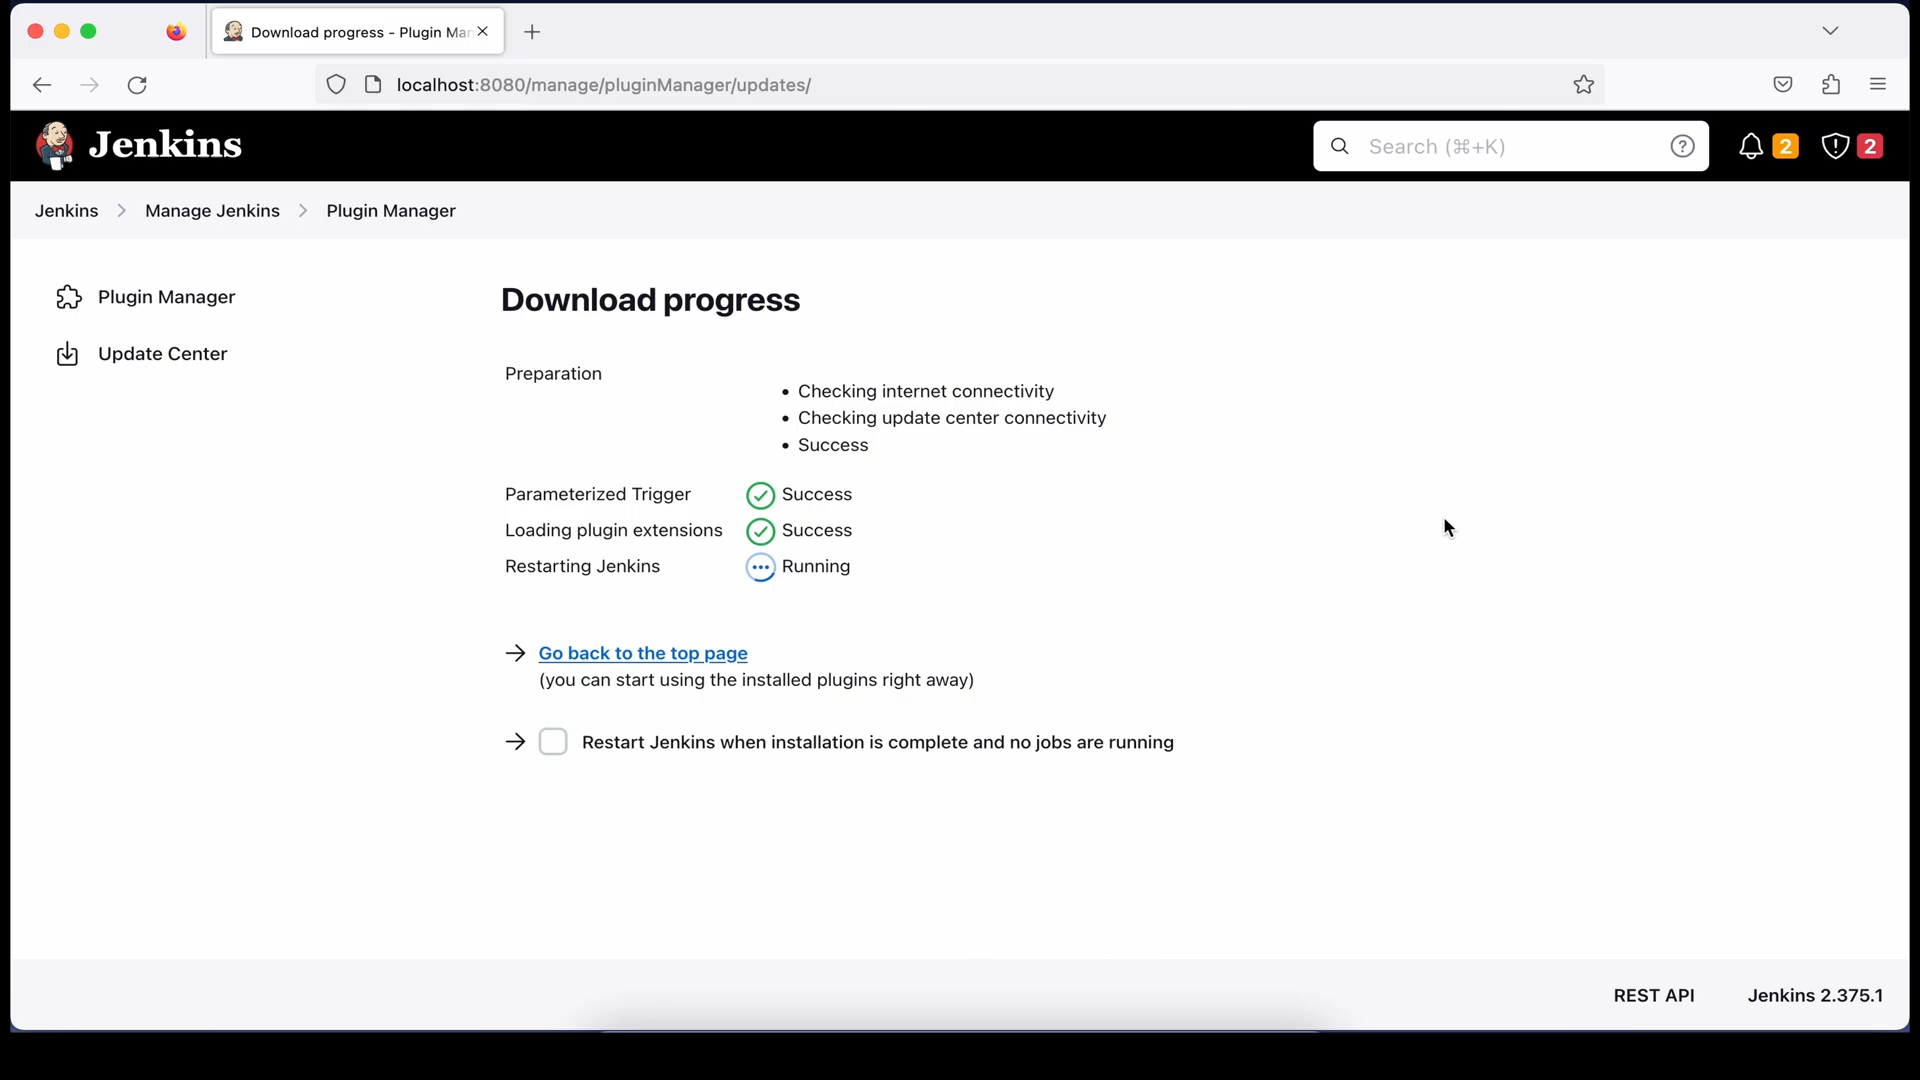 Download progress - Plugin Man
localhost:8080/manage/pluginManager/updates/
Jenkins
Search (⌘+K)
2
2
Jenkins > Manage Jenkins > Plugin Manager
Plugin Manager
Update Center
Download progress
Preparation
• Checking internet connectivity
• Checking update center connectivity
• Success
Parameterized Trigger Success
Loading plugin extensions Success
Restarting Jenkins Running
→ Go back to the top page
(you can start using the installed plugins right away)
→ Restart Jenkins when installation is complete and no jobs are running
REST API Jenkins 2.375.1